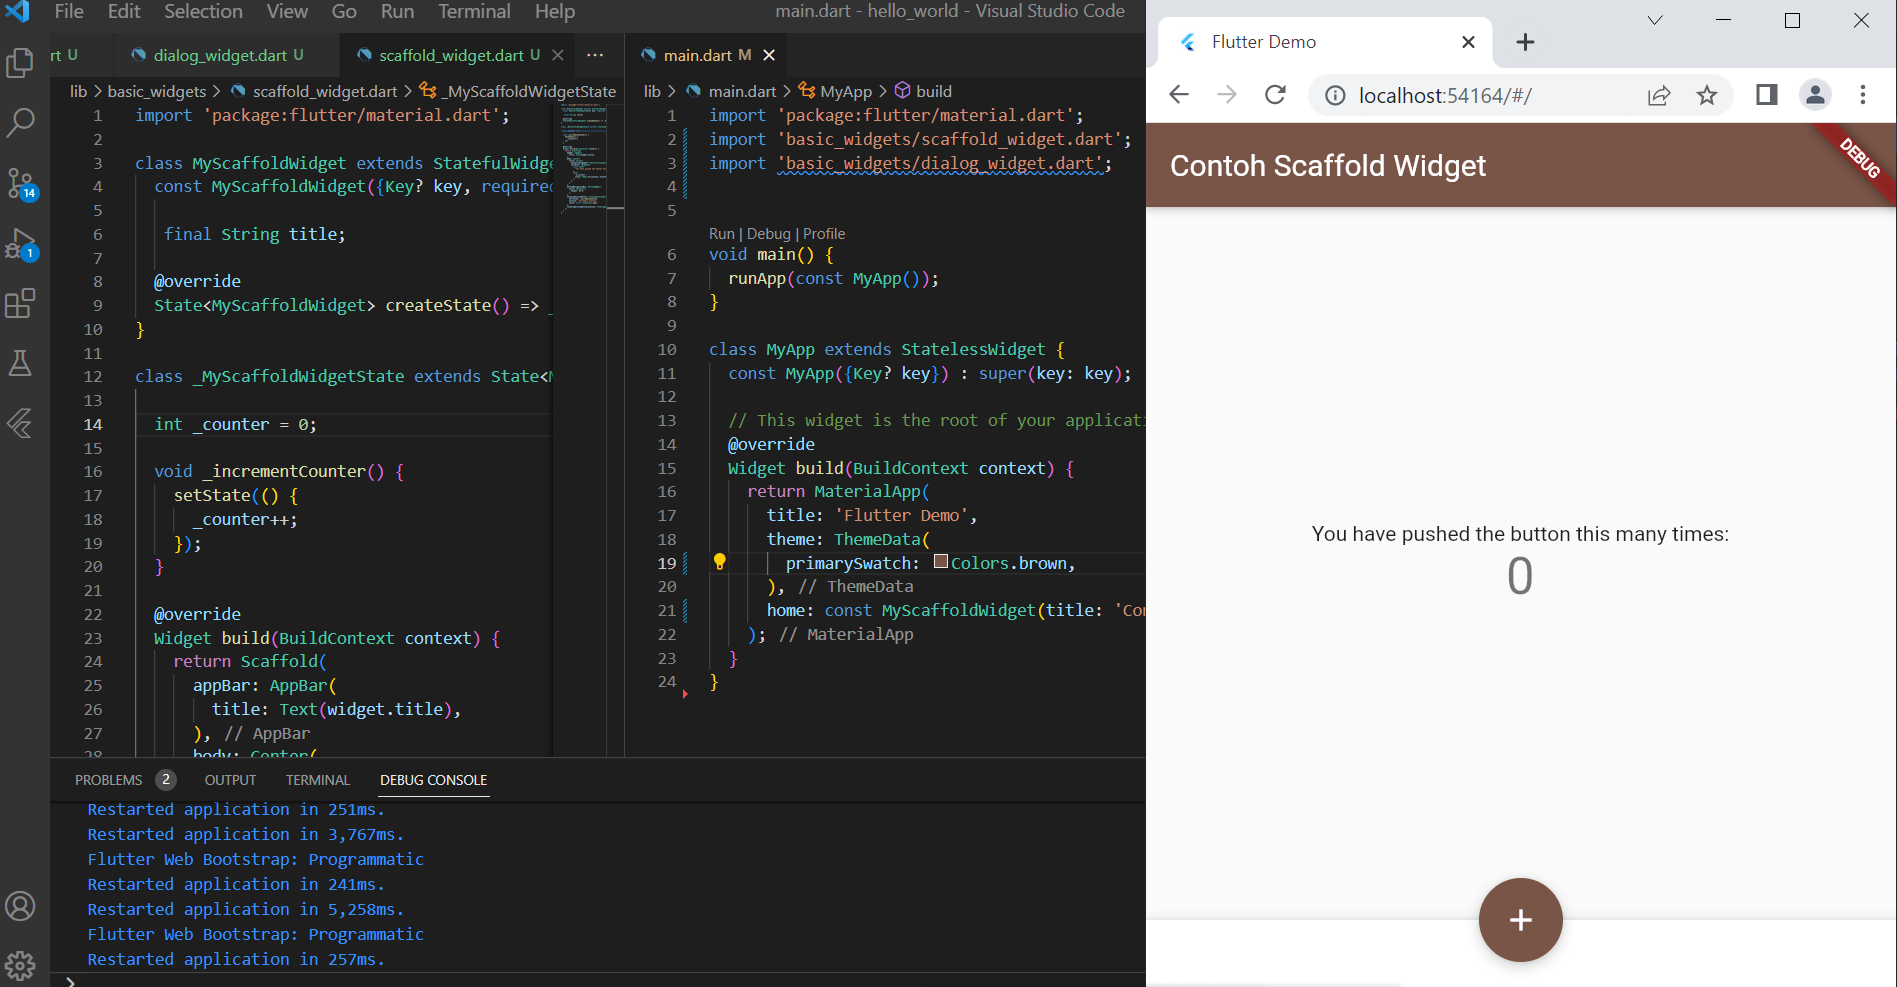 File Edit Selection View Go Run Terminal Help
main.dart - hello_world - Visual Studio Code
rt U
dialog_widget.dart U
scaffold_widget.dart U
lib > basic_widgets > scaffold_widget.dart > _MyScaffoldWidgetState
1 import 'package:flutter/material.dart';
2
3 class MyScaffoldWidget extends StatefulWidge
4 const MyScaffoldWidget({Key? key, required
5
6 final String title;
7
8 @override
9 State<MyScaffoldWidget> createState() => _
10 }
11
12 class _MyScaffoldWidgetState extends State<M
13
14 int _counter = 0;
15
16 void _incrementCounter() {
17 setState(() {
18 _counter++;
19 });
20 }
21
22 @override
23 Widget build(BuildContext context) {
24 return Scaffold(
25 appBar: AppBar(
26 title: Text(widget.title),
27 ), // AppBar
28 body: Center(
main.dart M
lib > main.dart > MyApp > build
1 import 'package:flutter/material.dart';
2 import 'basic_widgets/scaffold_widget.dart';
3 import 'basic_widgets/dialog_widget.dart';
4
5
Run | Debug | Profile
6 void main() {
7 runApp(const MyApp());
8 }
9
10 class MyApp extends StatelessWidget {
11 const MyApp({Key? key}) : super(key: key);
12
13 // This widget is the root of your applicati
14 @override
15 Widget build(BuildContext context) {
16 return MaterialApp(
17 title: 'Flutter Demo',
18 theme: ThemeData(
19 primarySwatch: Colors.brown,
20 ), // ThemeData
21 home: const MyScaffoldWidget(title: 'Con
22 ); // MaterialApp
23 }
24 }
14
1
PROBLEMS 2 OUTPUT TERMINAL DEBUG CONSOLE
Restarted application in 251ms.
Restarted application in 3,767ms.
Flutter Web Bootstrap: Programmatic
Restarted application in 241ms.
Restarted application in 5,258ms.
Flutter Web Bootstrap: Programmatic
Restarted application in 257ms.
Flutter Demo
localhost:54164/#/
Contoh Scaffold Widget
DEBUG
You have pushed the button this many times:
0